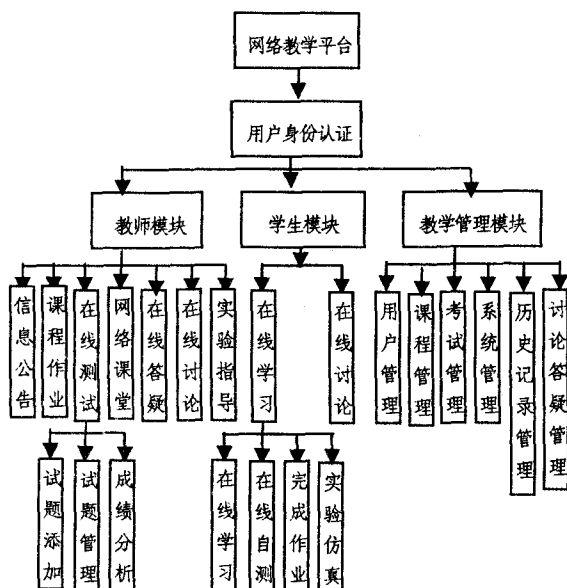 网络教学平台
用户身份认证
教师模块
学生模块
教学管理模块
信息公告
课程作业
在线测试
网络课堂
在线答疑
在线讨论
实验指导
在线学习
在线讨论
用户管理
课程管理
考试管理
系统管理
历史记录管理
讨论答疑管理
试题添加
试题管理
成绩分析
在线学习
在线自测
完成作业
实验仿真